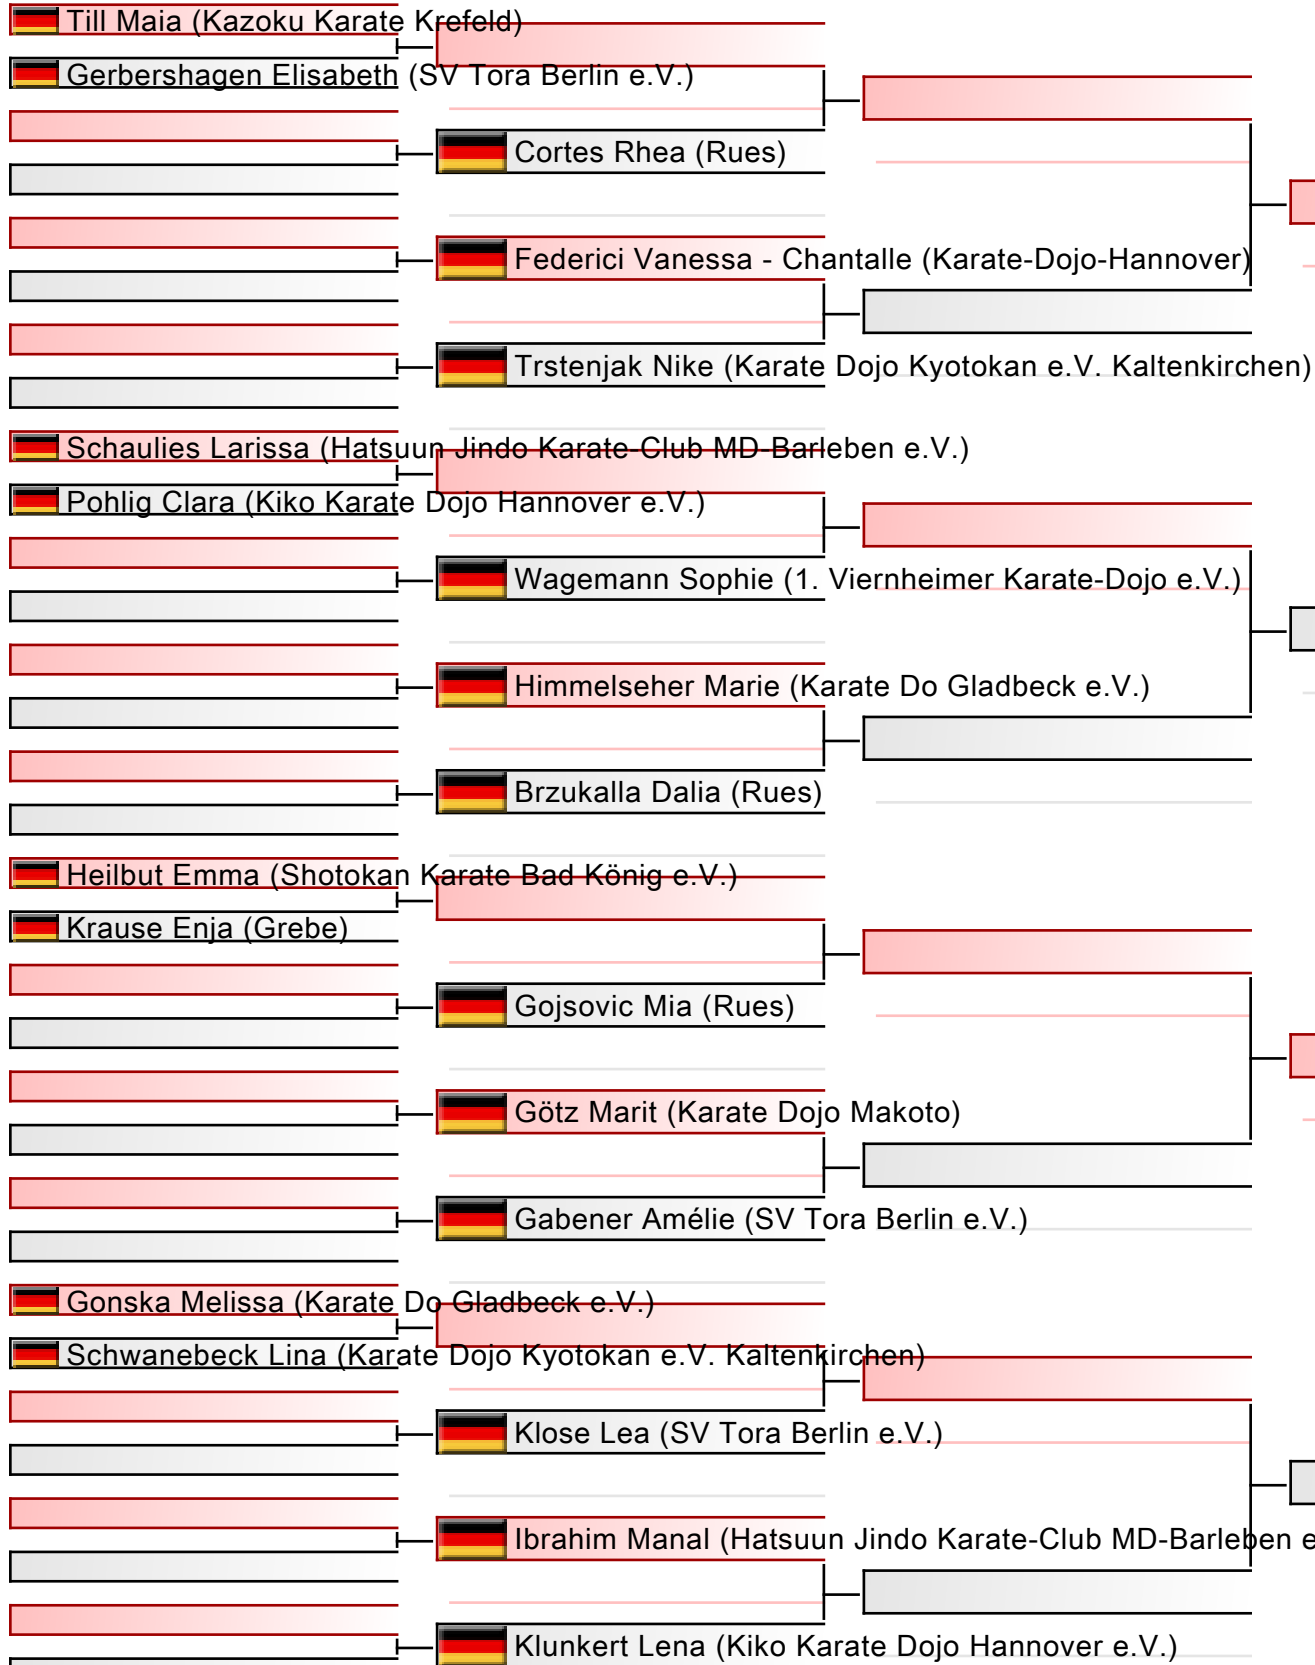 Till Maia (Kazoku Karate Krefeld)
Gerbershagen Elisabeth (SV Tora Berlin e.V.)
Cortes Rhea (Rues)
Federici Vanessa - Chantalle (Karate-Dojo-Hannover)
Trstenjak Nike (Karate Dojo Kyotokan e.V. Kaltenkirchen)
Schaulies Larissa (Hatsuun Jindo Karate-Club MD-Barleben e.V.)
Pohlig Clara (Kiko Karate Dojo Hannover e.V.)
Wagemann Sophie (1. Viernheimer Karate-Dojo e.V.)
Himmelseher Marie (Karate Do Gladbeck e.V.)
Brzukalla Dalia (Rues)
Heilbut Emma (Shotokan Karate Bad König e.V.)
Krause Enja (Grebe)
Gojsovic Mia (Rues)
Götz Marit (Karate Dojo Makoto)
Gabener Amélie (SV Tora Berlin e.V.)
Gonska Melissa (Karate Do Gladbeck e.V.)
Schwanebeck Lina (Karate Dojo Kyotokan e.V. Kaltenkirchen)
Klose Lea (SV Tora Berlin e.V.)
Ibrahim Manal (Hatsuun Jindo Karate-Club MD-Barleben e
Klunkert Lena (Kiko Karate Dojo Hannover e.V.)